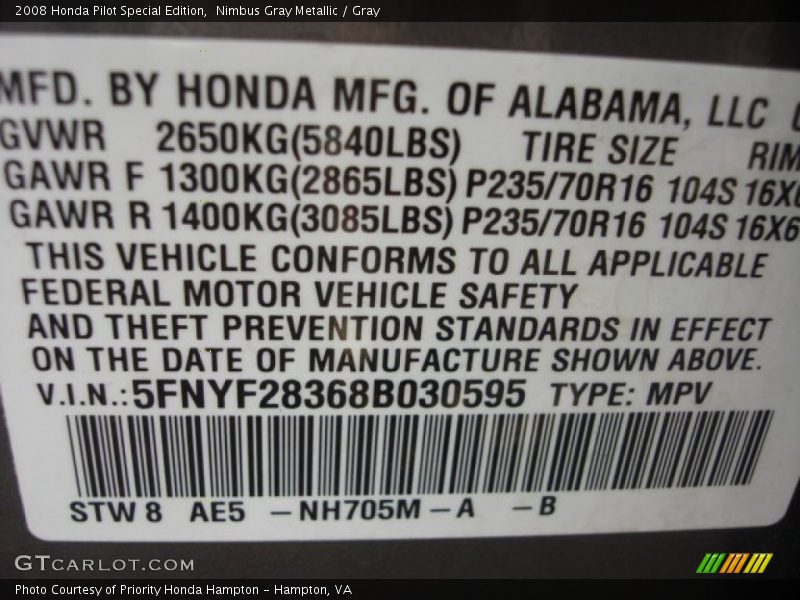 2008 Honda Pilot Special Edition, Nimbus Gray Metallic / Gray
MFD. BY HONDA MFG. OF ALABAMA, LLC
GVWR 2650KG(5840LBS) TIRE SIZE RIM
GAWR F 1300KG(2865LBS) P235/70R16 104S 16X6
GAWR R 1400KG(3085LBS) P235/70R16 104S 16X6
THIS VEHICLE CONFORMS TO ALL APPLICABLE
FEDERAL MOTOR VEHICLE SAFETY
AND THEFT PREVENTION STANDARDS IN EFFECT
ON THE DATE OF MANUFACTURE SHOWN ABOVE.
V.I.N.: 5FNYF28368B030595 TYPE: MPV
STW 8 AE5 – NH705M – A – B
GTCARLOT.COM
Photo Courtesy of Priority Honda Hampton - Hampton, VA